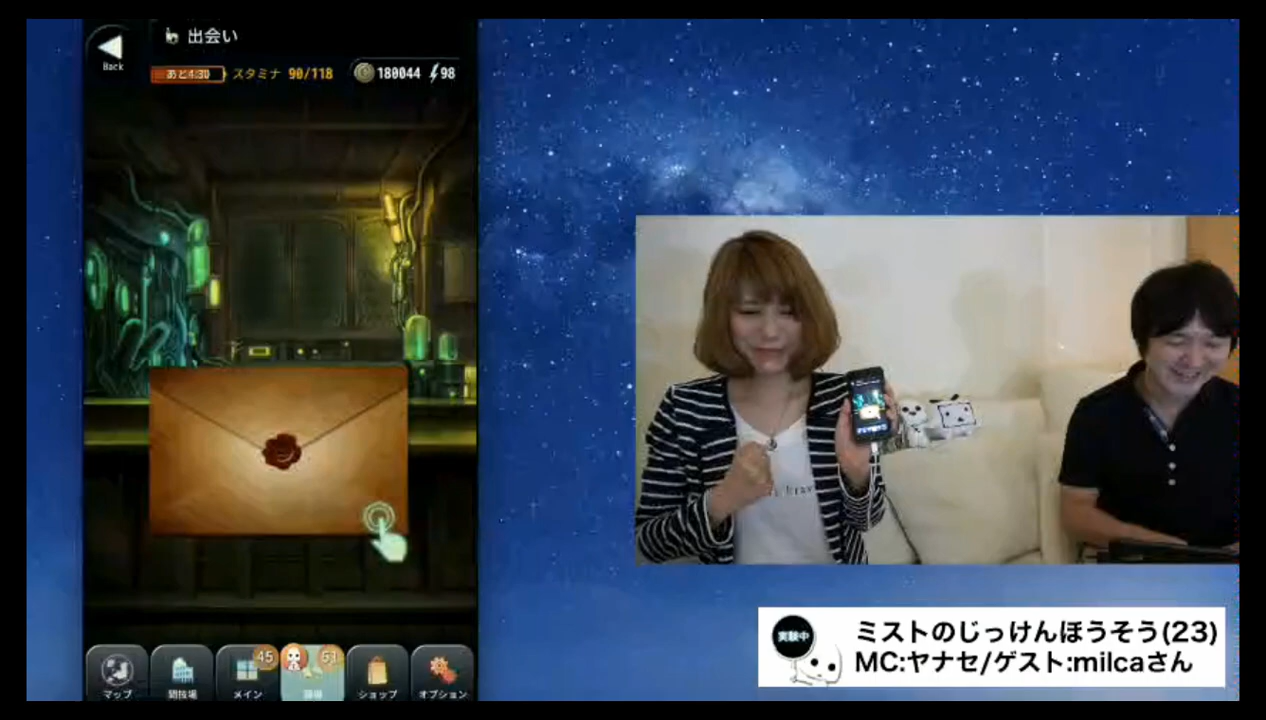 出会い
Back
あと4:30 スタミナ 90/118 180044 98
45 51
マップ 闘技場 メイン ショップ オプション
実験中
ミストのじっけんほうそう(23)
MC:ヤナセ/ゲスト:milcaさん